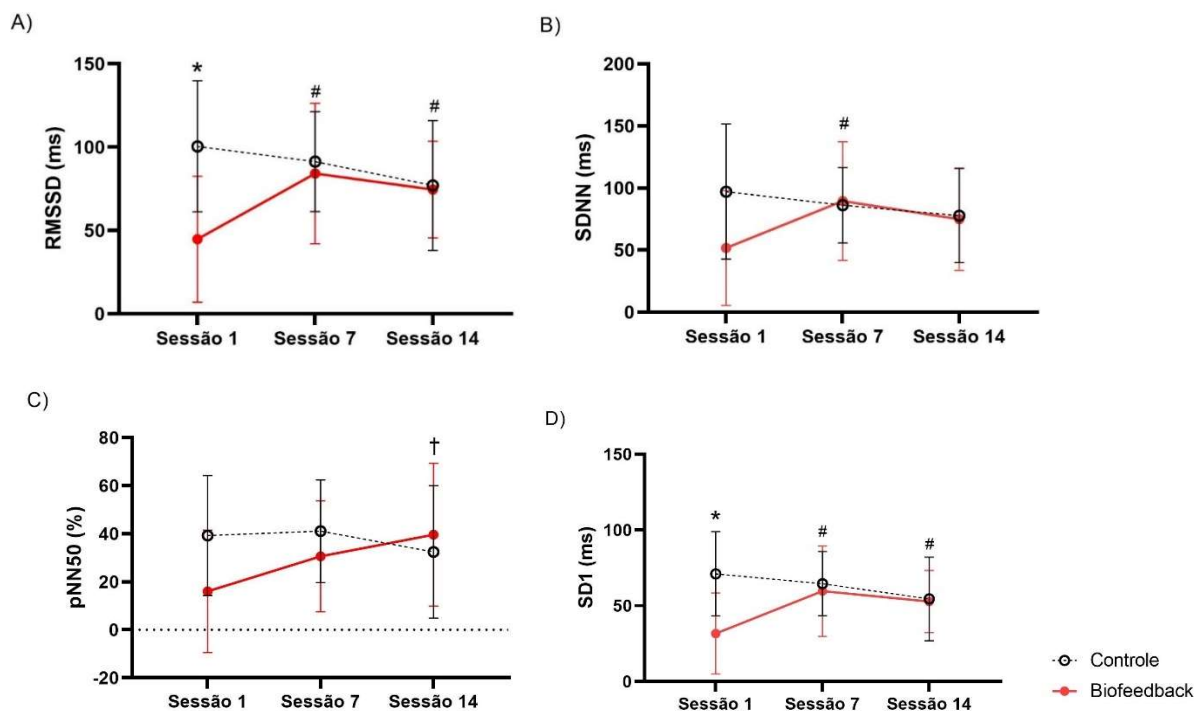 A)
*
#
#
RMSSD (ms)
150
100
50
0
Sessão 1 Sessão 7 Sessão 14
B)
#
SDNN (ms)
200
150
100
50
0
Sessão 1 Sessão 7 Sessão 14
C)
†
pNN50 (%)
80
60
40
20
0
-20
Sessão 1 Sessão 7 Sessão 14
D)
*
#
#
SD1 (ms)
150
100
50
0
Sessão 1 Sessão 7 Sessão 14
Controle
Biofeedback